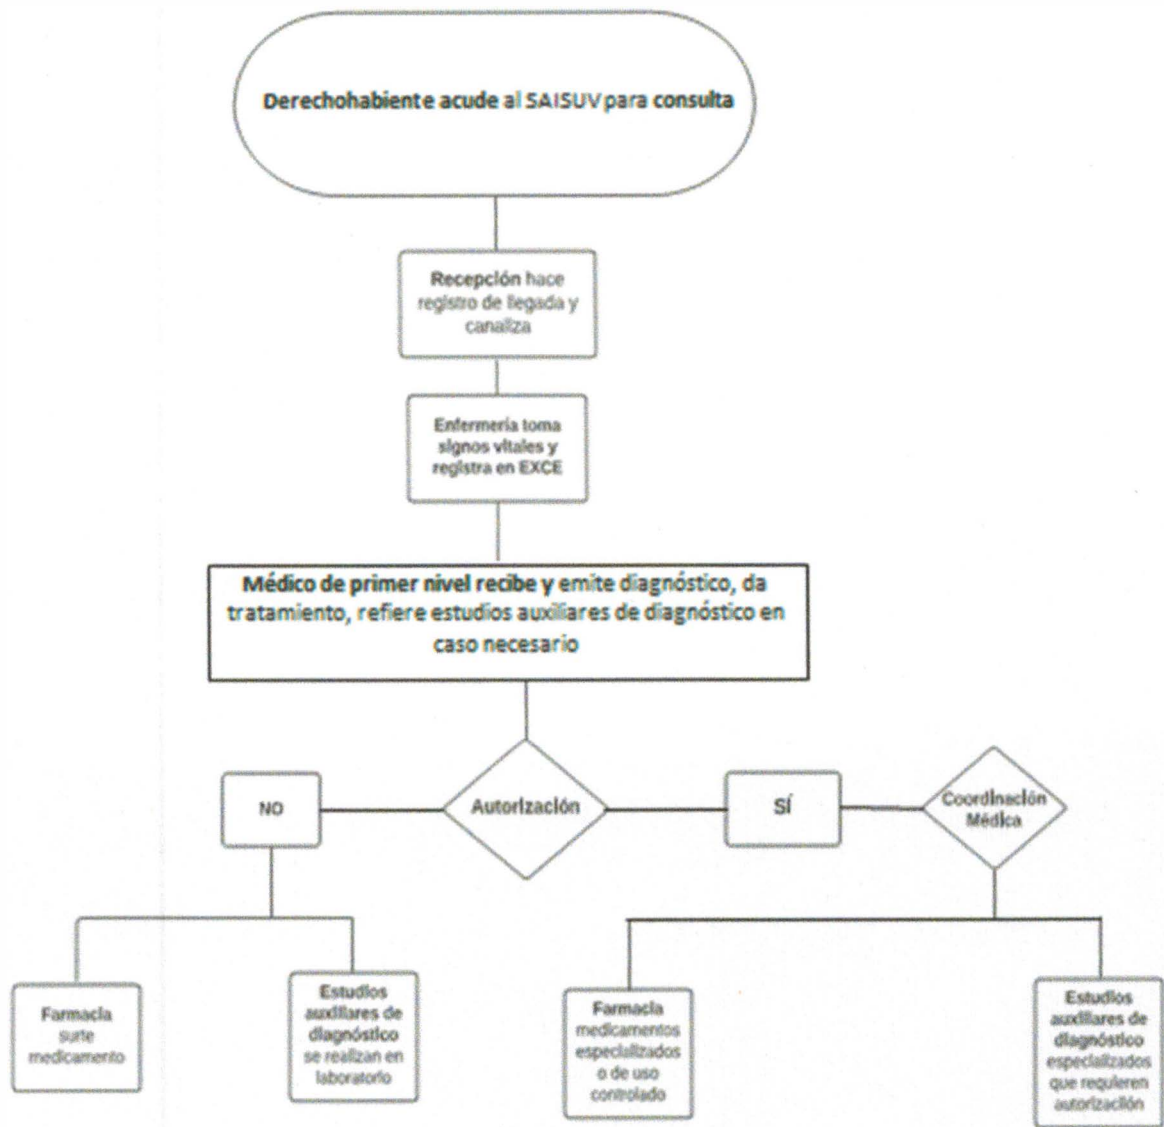 Derechohabiente acude al SAISUV para consulta
Recepción hace
registro de llegada y
canaliza
Enfermería toma
signos vitales y
registra en EXCE
Médico de primer nivel recibe y emite diagnóstico, da
tratamiento, refiere estudios auxiliares de diagnóstico en
caso necesario
NO
Autorización
SÍ
Coordinación
Médica
Farmacia
surte
medicamento
Estudios
auxiliares de
diagnóstico
se realizan en
laboratorio
Farmacia
medicamentos
especializados
o de uso
controlado
Estudios
auxiliares de
diagnóstico
especializados
que requieren
autorización